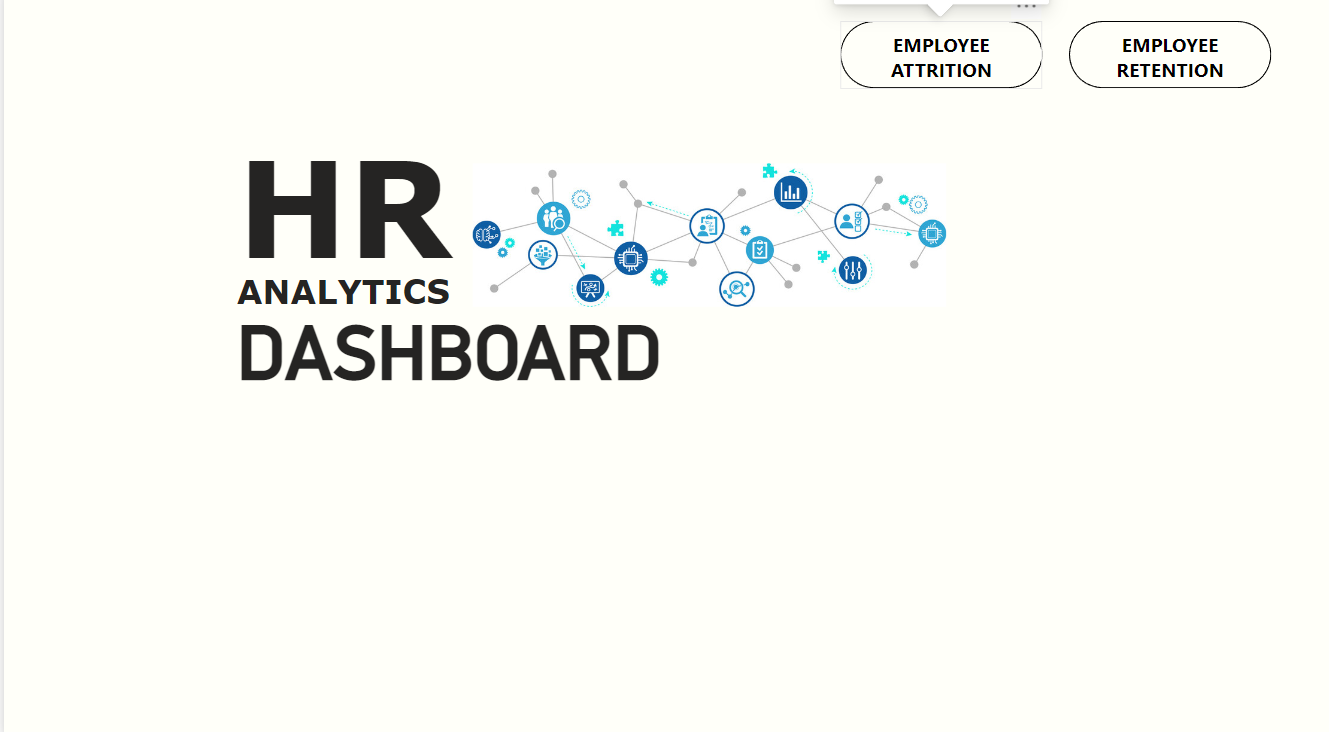 EMPLOYEE
ATTRITION
EMPLOYEE
RETENTION
HR
ANALYTICS
DASHBOARD